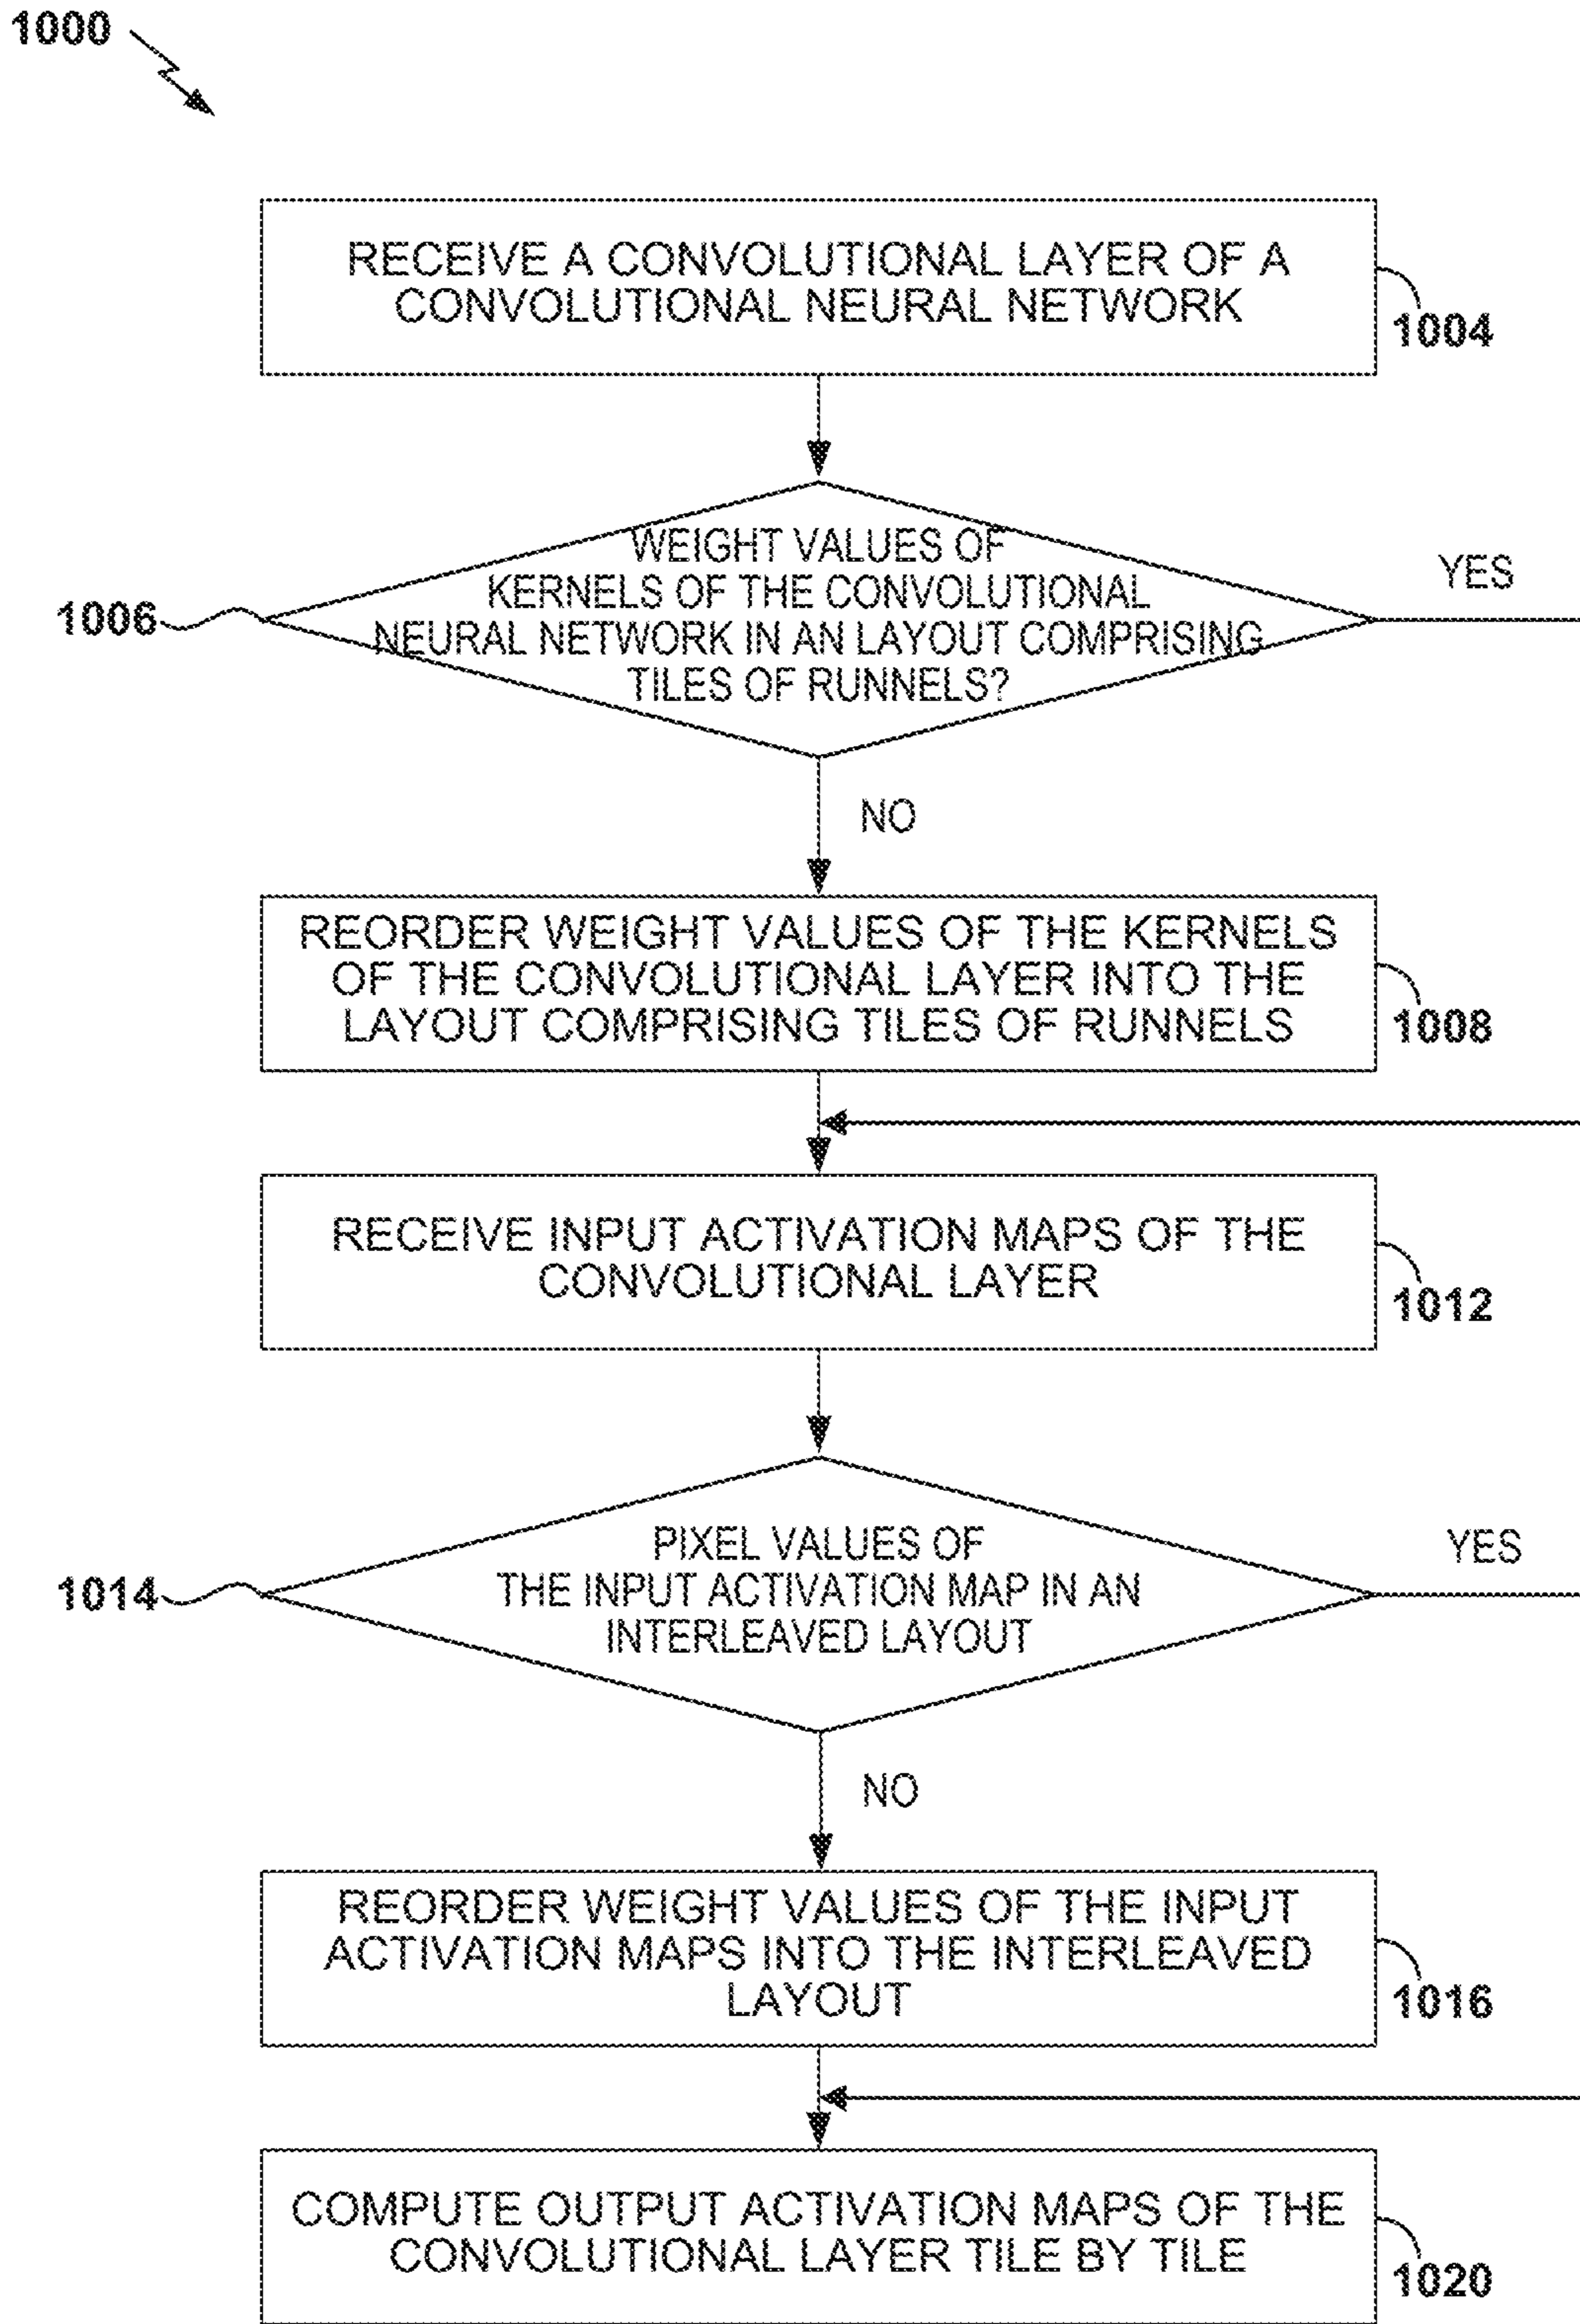 1000
RECEIVE A CONVOLUTIONAL LAYER OF A
CONVOLUTIONAL NEURAL NETWORK
1004
WEIGHT VALUES OF
KERNELS OF THE CONVOLUTIONAL
NEURAL NETWORK IN AN LAYOUT COMPRISING
TILES OF RUNNELS?
YES
1006
NO
REORDER WEIGHT VALUES OF THE KERNELS
OF THE CONVOLUTIONAL LAYER INTO THE
LAYOUT COMPRISING TILES OF RUNNELS
1008
RECEIVE INPUT ACTIVATION MAPS OF THE
CONVOLUTIONAL LAYER
1012
PIXEL VALUES OF
THE INPUT ACTIVATION MAP IN AN
INTERLEAVED LAYOUT
YES
1014
NO
REORDER WEIGHT VALUES OF THE INPUT
ACTIVATION MAPS INTO THE INTERLEAVED
LAYOUT
1016
COMPUTE OUTPUT ACTIVATION MAPS OF THE
CONVOLUTIONAL LAYER TILE BY TILE
1020